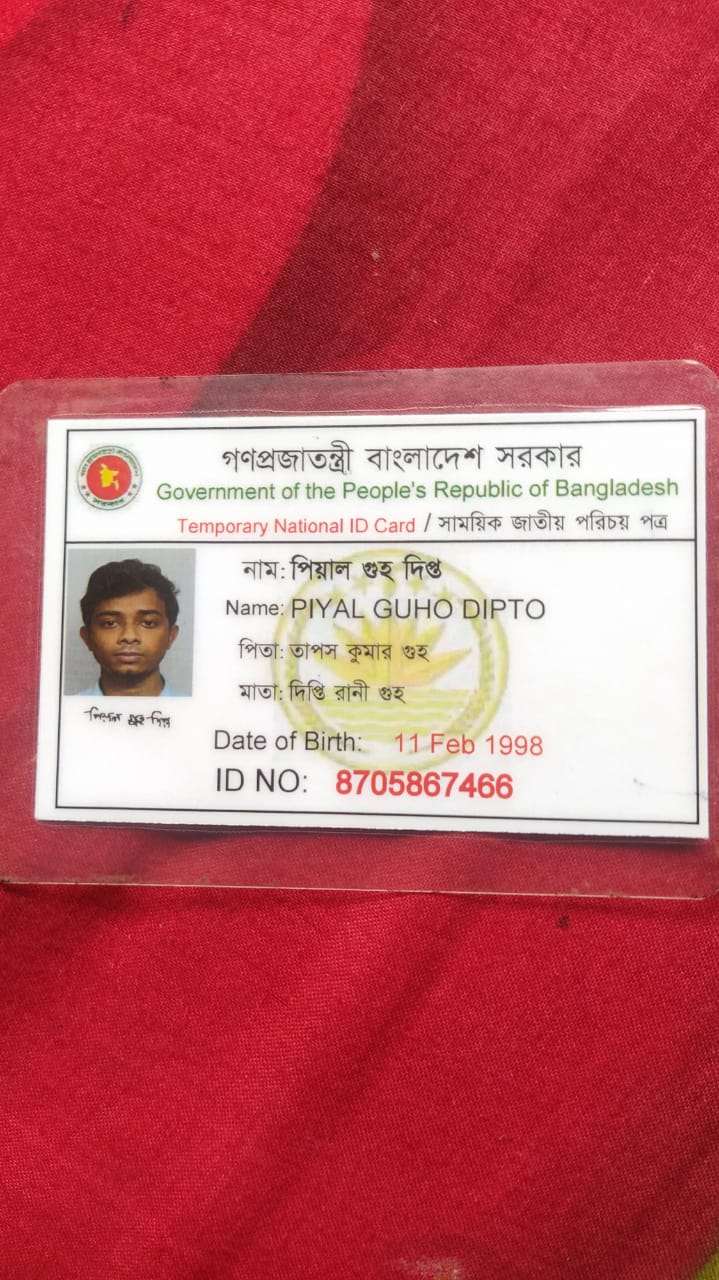 গণপ্রজাতন্ত্রী বাংলাদেশ সরকার
Government of the People's Republic of Bangladesh
Temporary National ID Card / সাময়িক জাতীয় পরিচয় পত্র
নাম: পিয়াল গুহ দিপ্ত
Name: PIYAL GUHO DIPTO
পিতা: তাপস কুমার গুহ
মাতা: দিপ্তি রানী গুহ
পিয়াল গুহ দিপ্ত
Date of Birth: 11 Feb 1998
ID NO: 8705867466